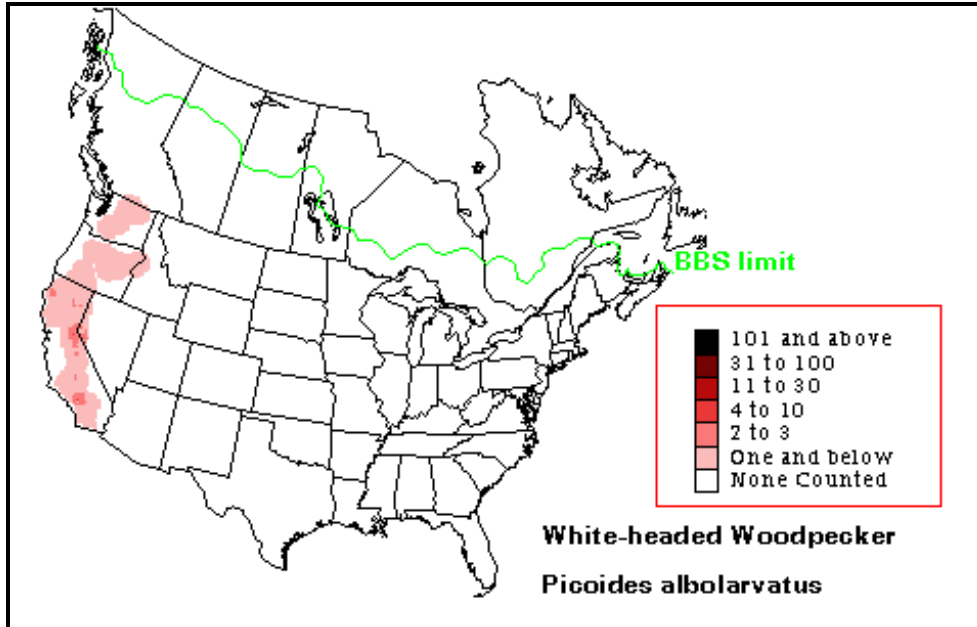 BBS limit
101 and above
31 to 100
11 to 30
4 to 10
2 to 3
One and below
None Counted
White-headed Woodpecker
Picoides albolarvatus